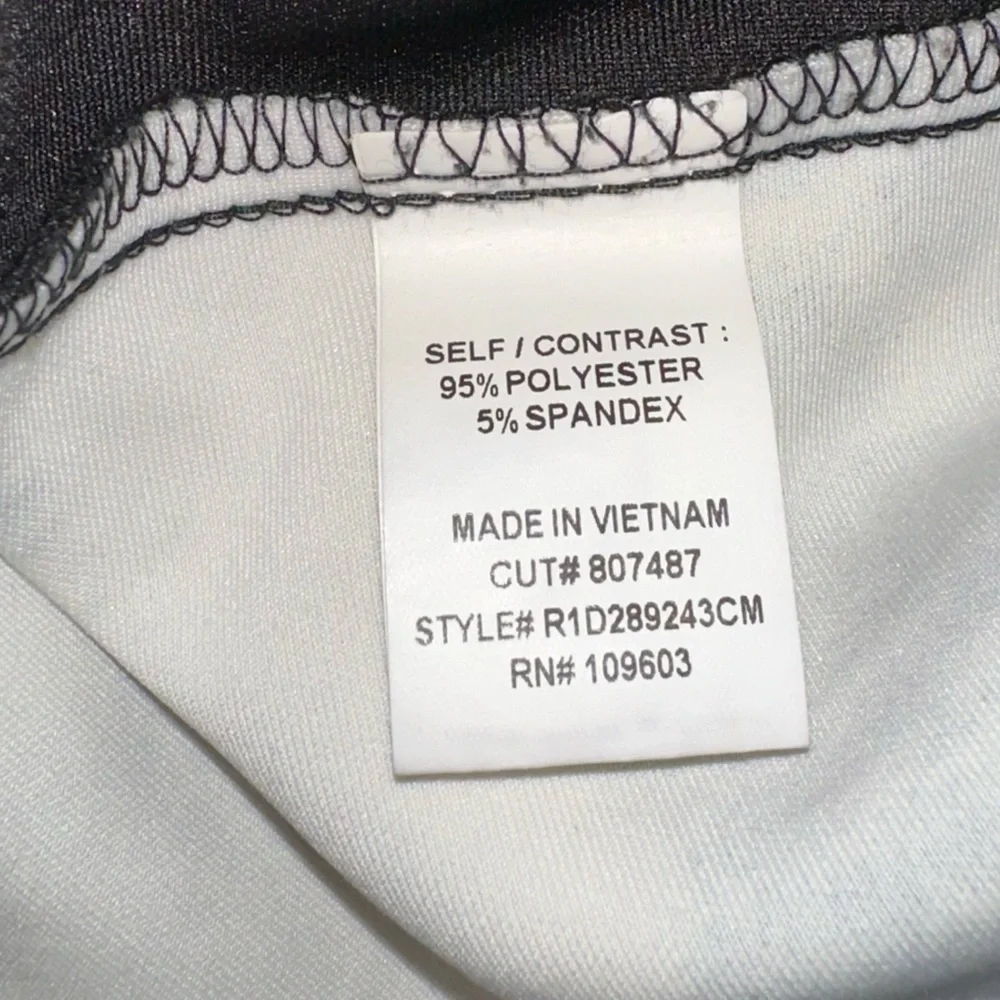 SELF / CONTRAST :
95% POLYESTER
5% SPANDEX
MADE IN VIETNAM
CUT# 807487
STYLE# R1D289243CM
RN# 109603